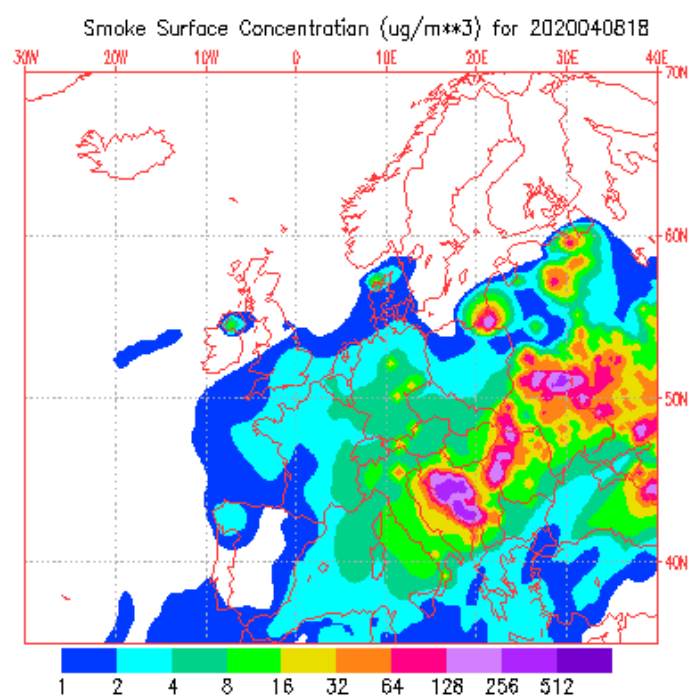 Smoke Surface Concentration (ug/m**3) for 2020040818
30W 20W 10W 0 10E 20E 30E 40E
70N
60N
50N
40N
1 2 4 8 16 32 64 128 256 512